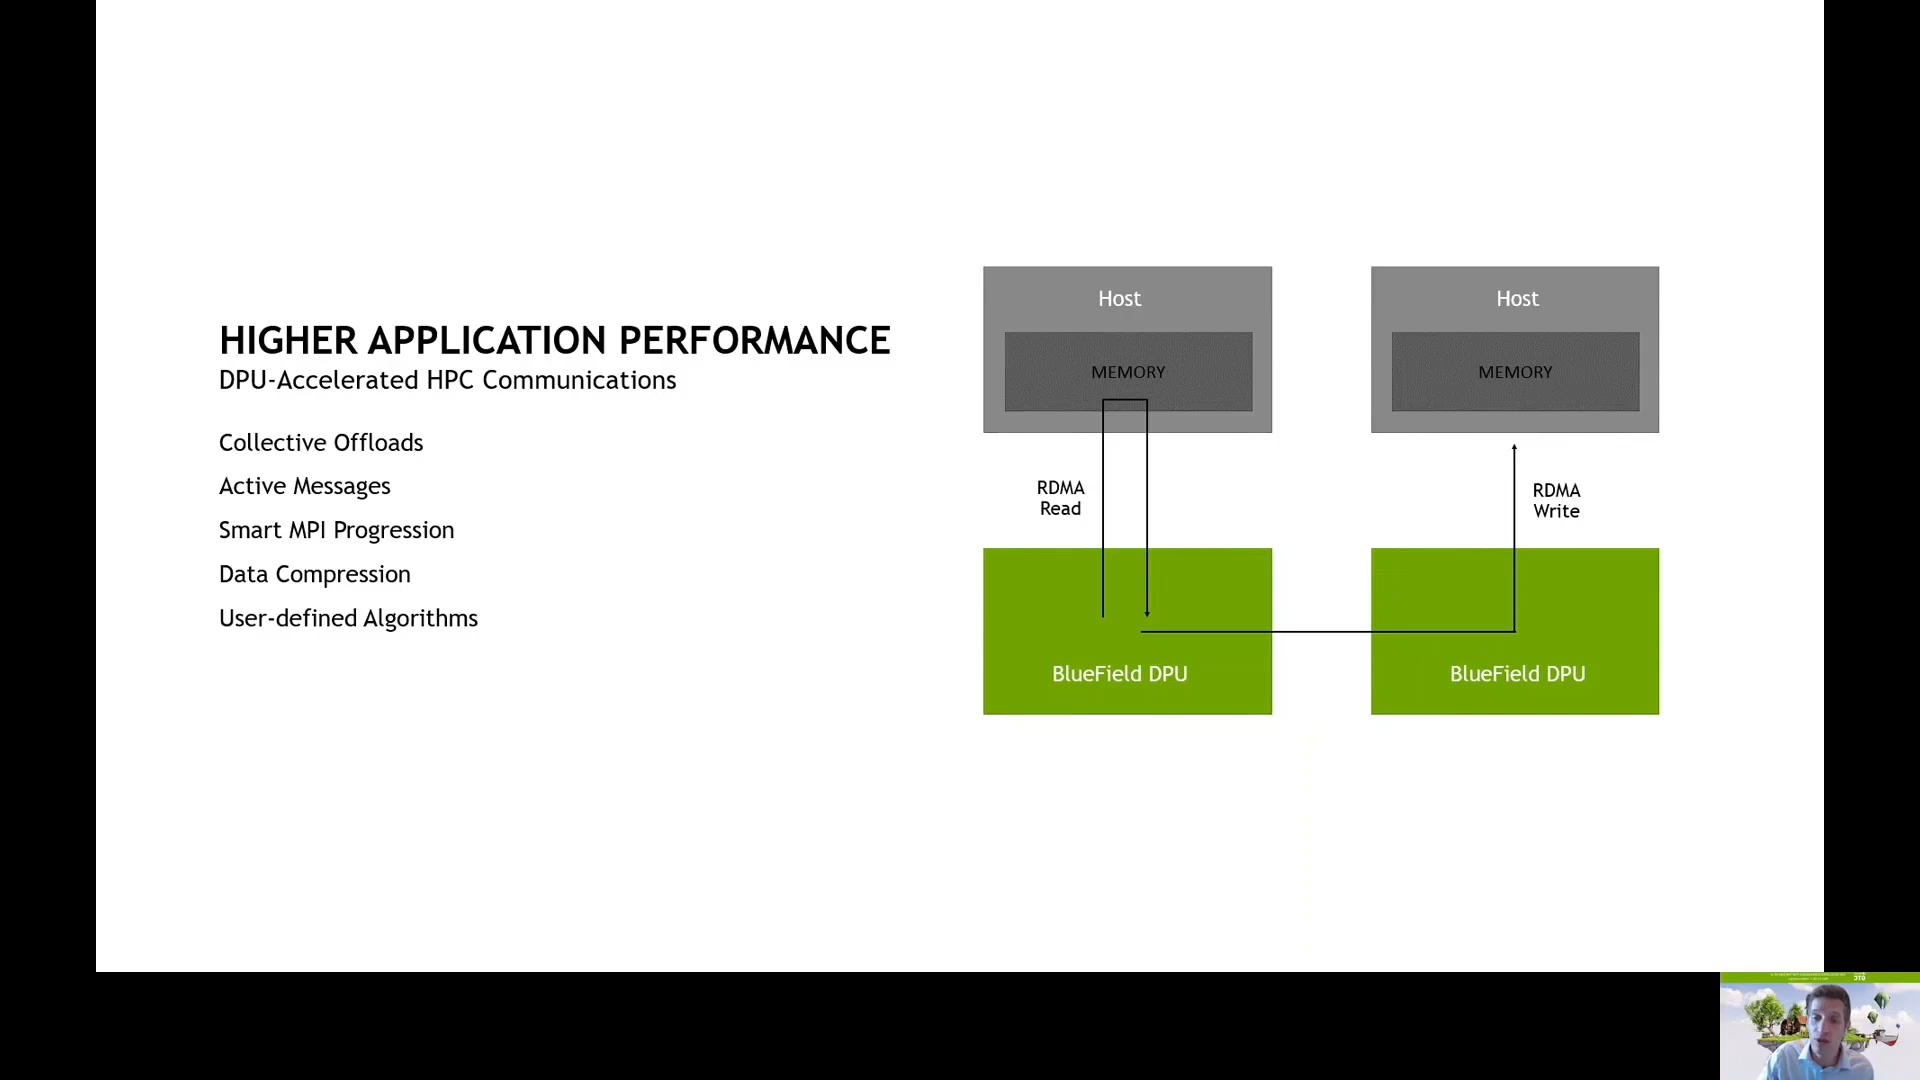 HIGHER APPLICATION PERFORMANCE
DPU-Accelerated HPC Communications
Collective Offloads
Active Messages
Smart MPI Progression
Data Compression
User-defined Algorithms
Host
MEMORY
RDMA
Read
BlueField DPU
Host
MEMORY
RDMA
Write
BlueField DPU